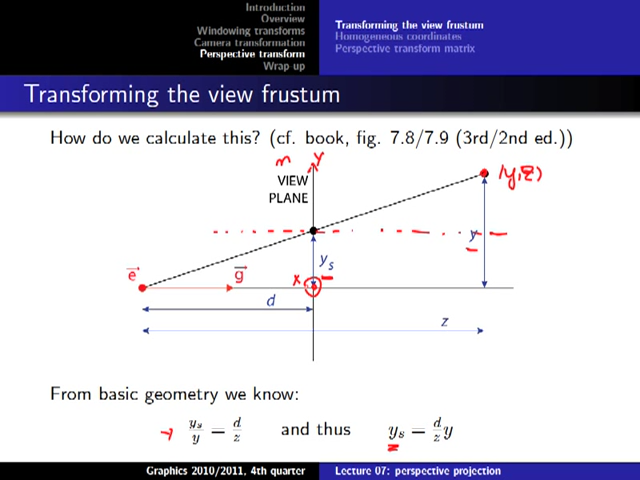 Introduction
Overview
Windowing transforms
Camera transformation
Perspective transform
Wrap-up
Transforming the view frustum
Homogeneous coordinates
Perspective transform matrix
Transforming the view frustum
How do we calculate this? (cf. book, fig. 7.8/7.9 (3rd/2nd ed.))
n y
VIEW
PLANE
(y,z)
y
y_s
e⃗ g⃗ x
d
z
From basic geometry we know:
y_s/y = d/z and thus y_s = d/z y
Graphics 2010/2011, 4th quarter Lecture 07: perspective projection